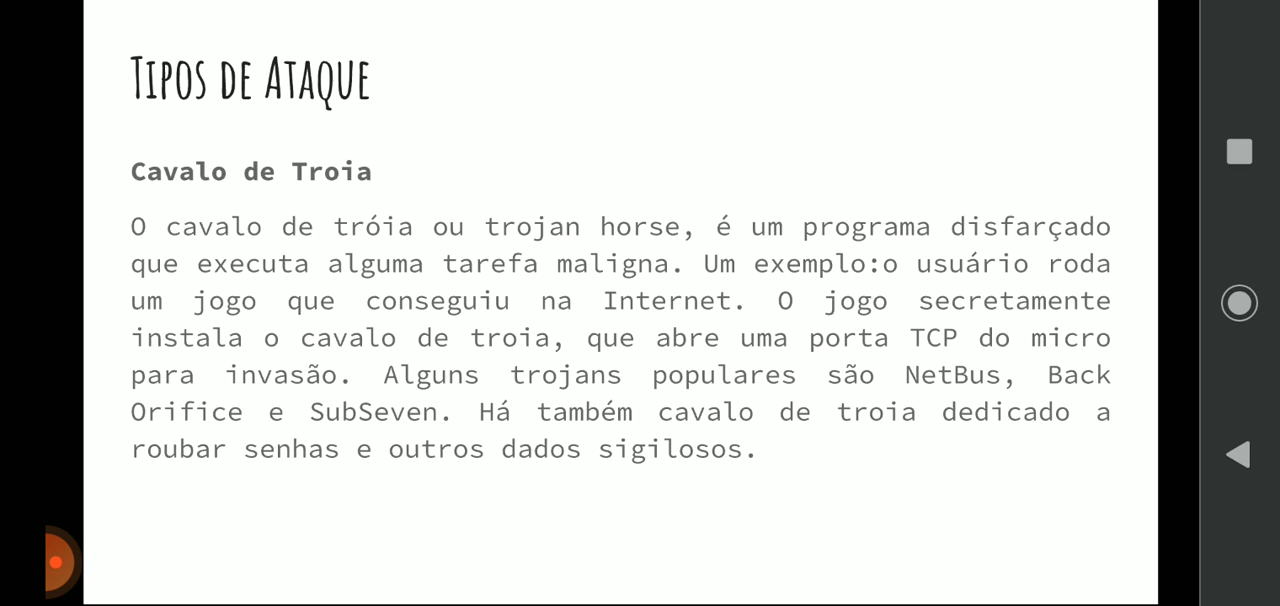 Tipos de Ataque
Cavalo de Troia
O cavalo de tróia ou trojan horse, é um programa disfarçado
que executa alguma tarefa maligna. Um exemplo:o usuário roda
um jogo que conseguiu na Internet. O jogo secretamente
instala o cavalo de troia, que abre uma porta TCP do micro
para invasão. Alguns trojans populares são NetBus, Back
Orifice e SubSeven. Há também cavalo de troia dedicado a
roubar senhas e outros dados sigilosos.